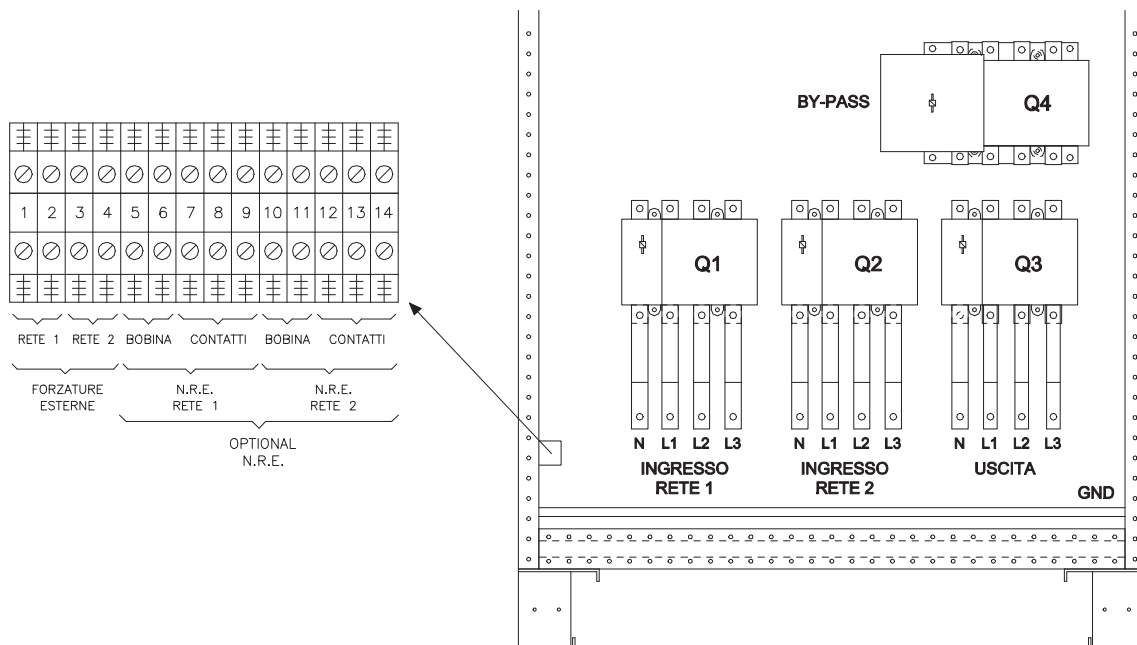 1 2 3 4 5 6 7 8 9 10 11 12 13 14
RETE 1 RETE 2 BOBINA CONTATTI BOBINA CONTATTI
FORZATURE
ESTERNE
N.R.E.
RETE 1
N.R.E.
RETE 2
OPTIONAL
N.R.E.
BY-PASS
Q4
Q1
Q2
Q3
N L1 L2 L3
INGRESSO
RETE 1
N L1 L2 L3
INGRESSO
RETE 2
N L1 L2 L3
USCITA
GND